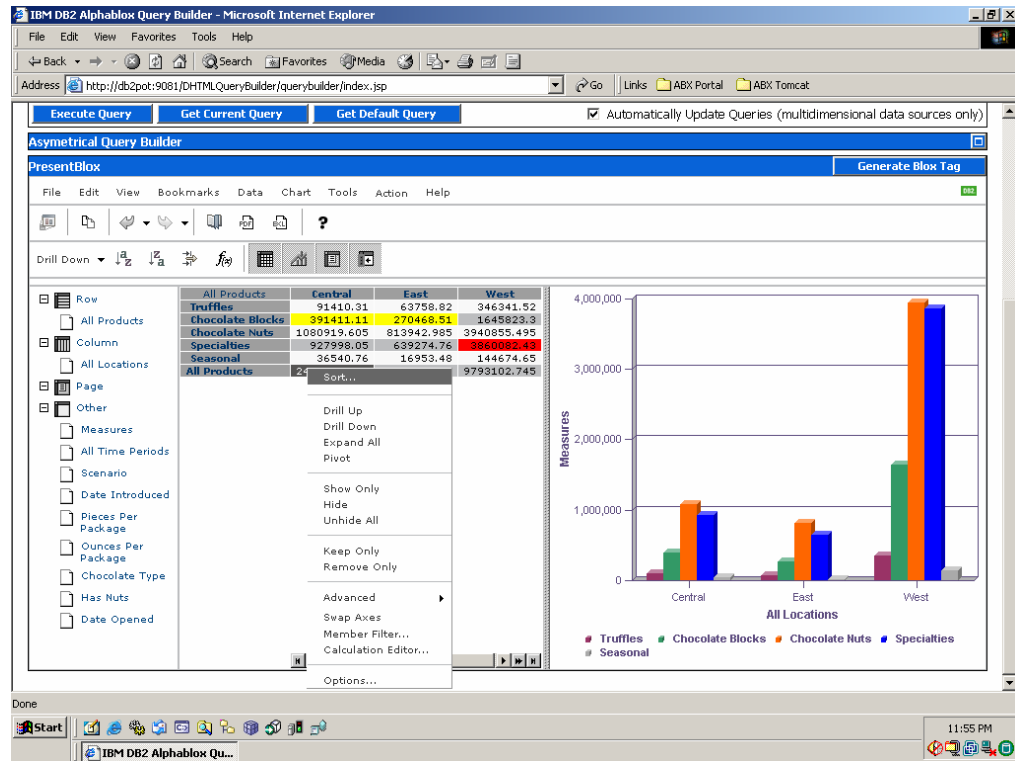 IBM DB2 Alphablox Query Builder - Microsoft Internet Explorer
File Edit View Favorites Tools Help
Back Search Favorites Media
Address http://db2pot:9081/DHTMLQueryBuilder/querybuilder/index.jsp Go Links ABX Portal ABX Tomcat
Execute Query Get Current Query Get Default Query Automatically Update Queries (multidimensional data sources only)
Asymetrical Query Builder
PresentBlox Generate Blox Tag
File Edit View Bookmarks Data Chart Tools Action Help DB2
PDF ?
Drill Down a z z a f(x)
Row
All Products
Column
All Locations
Page
Other
Measures
All Time Periods
Scenario
Date Introduced
Pieces Per
Package
Ounces Per
Package
Chocolate Type
Has Nuts
Date Opened
All Products Central East West
Truffles 91410.31 63758.82 346341.52
Chocolate Blocks 391411.11 270468.51 1645823.3
Chocolate Nuts 1080919.605 813942.985 3940855.495
Specialties 927998.05 639274.76 3860082.43
Seasonal 36540.76 16953.48 144674.65
All Products 24 9793102.745
Sort...
Drill Up
Drill Down
Expand All
Pivot
Show Only
Hide
Unhide All
Keep Only
Remove Only
Advanced
Swap Axes
Member Filter...
Calculation Editor...
Options...
4,000,000
3,000,000
2,000,000
1,000,000
0
Measures
Central East West
All Locations
Truffles Chocolate Blocks Chocolate Nuts Specialties
Seasonal
Done
Start 11:55 PM
IBM DB2 Alphablox Qu...